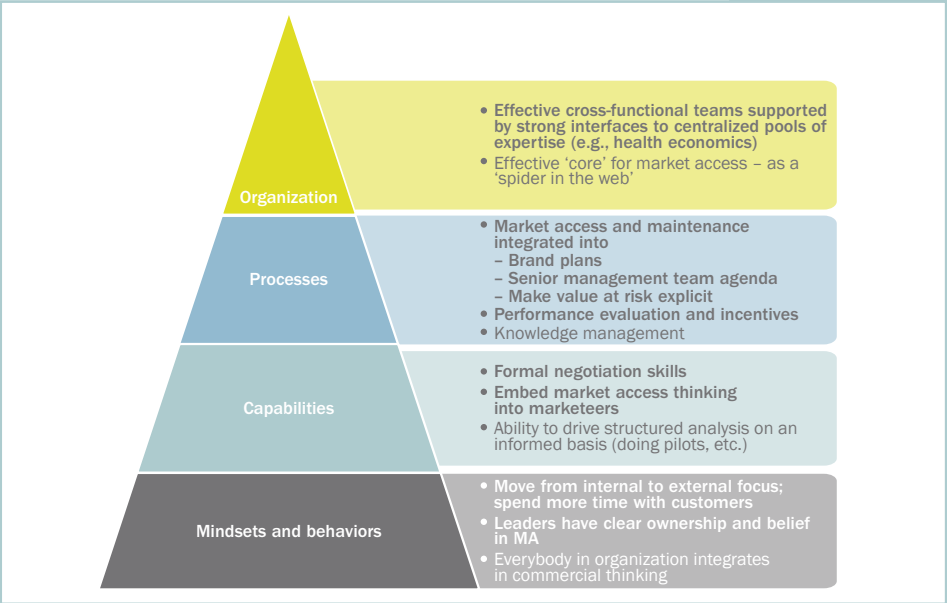 Organization
• Effective cross-functional teams supported
by strong interfaces to centralized pools of
expertise (e.g., health economics)
• Effective ‘core’ for market access – as a
‘spider in the web’
Processes
• Market access and maintenance
integrated into
– Brand plans
– Senior management team agenda
– Make value at risk explicit
• Performance evaluation and incentives
• Knowledge management
Capabilities
• Formal negotiation skills
• Embed market access thinking
into marketeers
• Ability to drive structured analysis on an
informed basis (doing pilots, etc.)
Mindsets and behaviors
• Move from internal to external focus;
spend more time with customers
• Leaders have clear ownership and belief
in MA
• Everybody in organization integrates
in commercial thinking